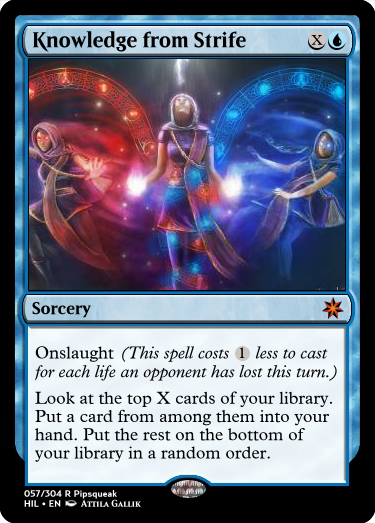 Knowledge from Strife X
Sorcery
Onslaught (This spell costs 1 less to cast
for each life an opponent has lost this turn.)
Look at the top X cards of your library.
Put a card from among them into your
hand. Put the rest on the bottom of
your library in a random order.
057/304 R Pipsqueak
HIL • EN Attila Gallik